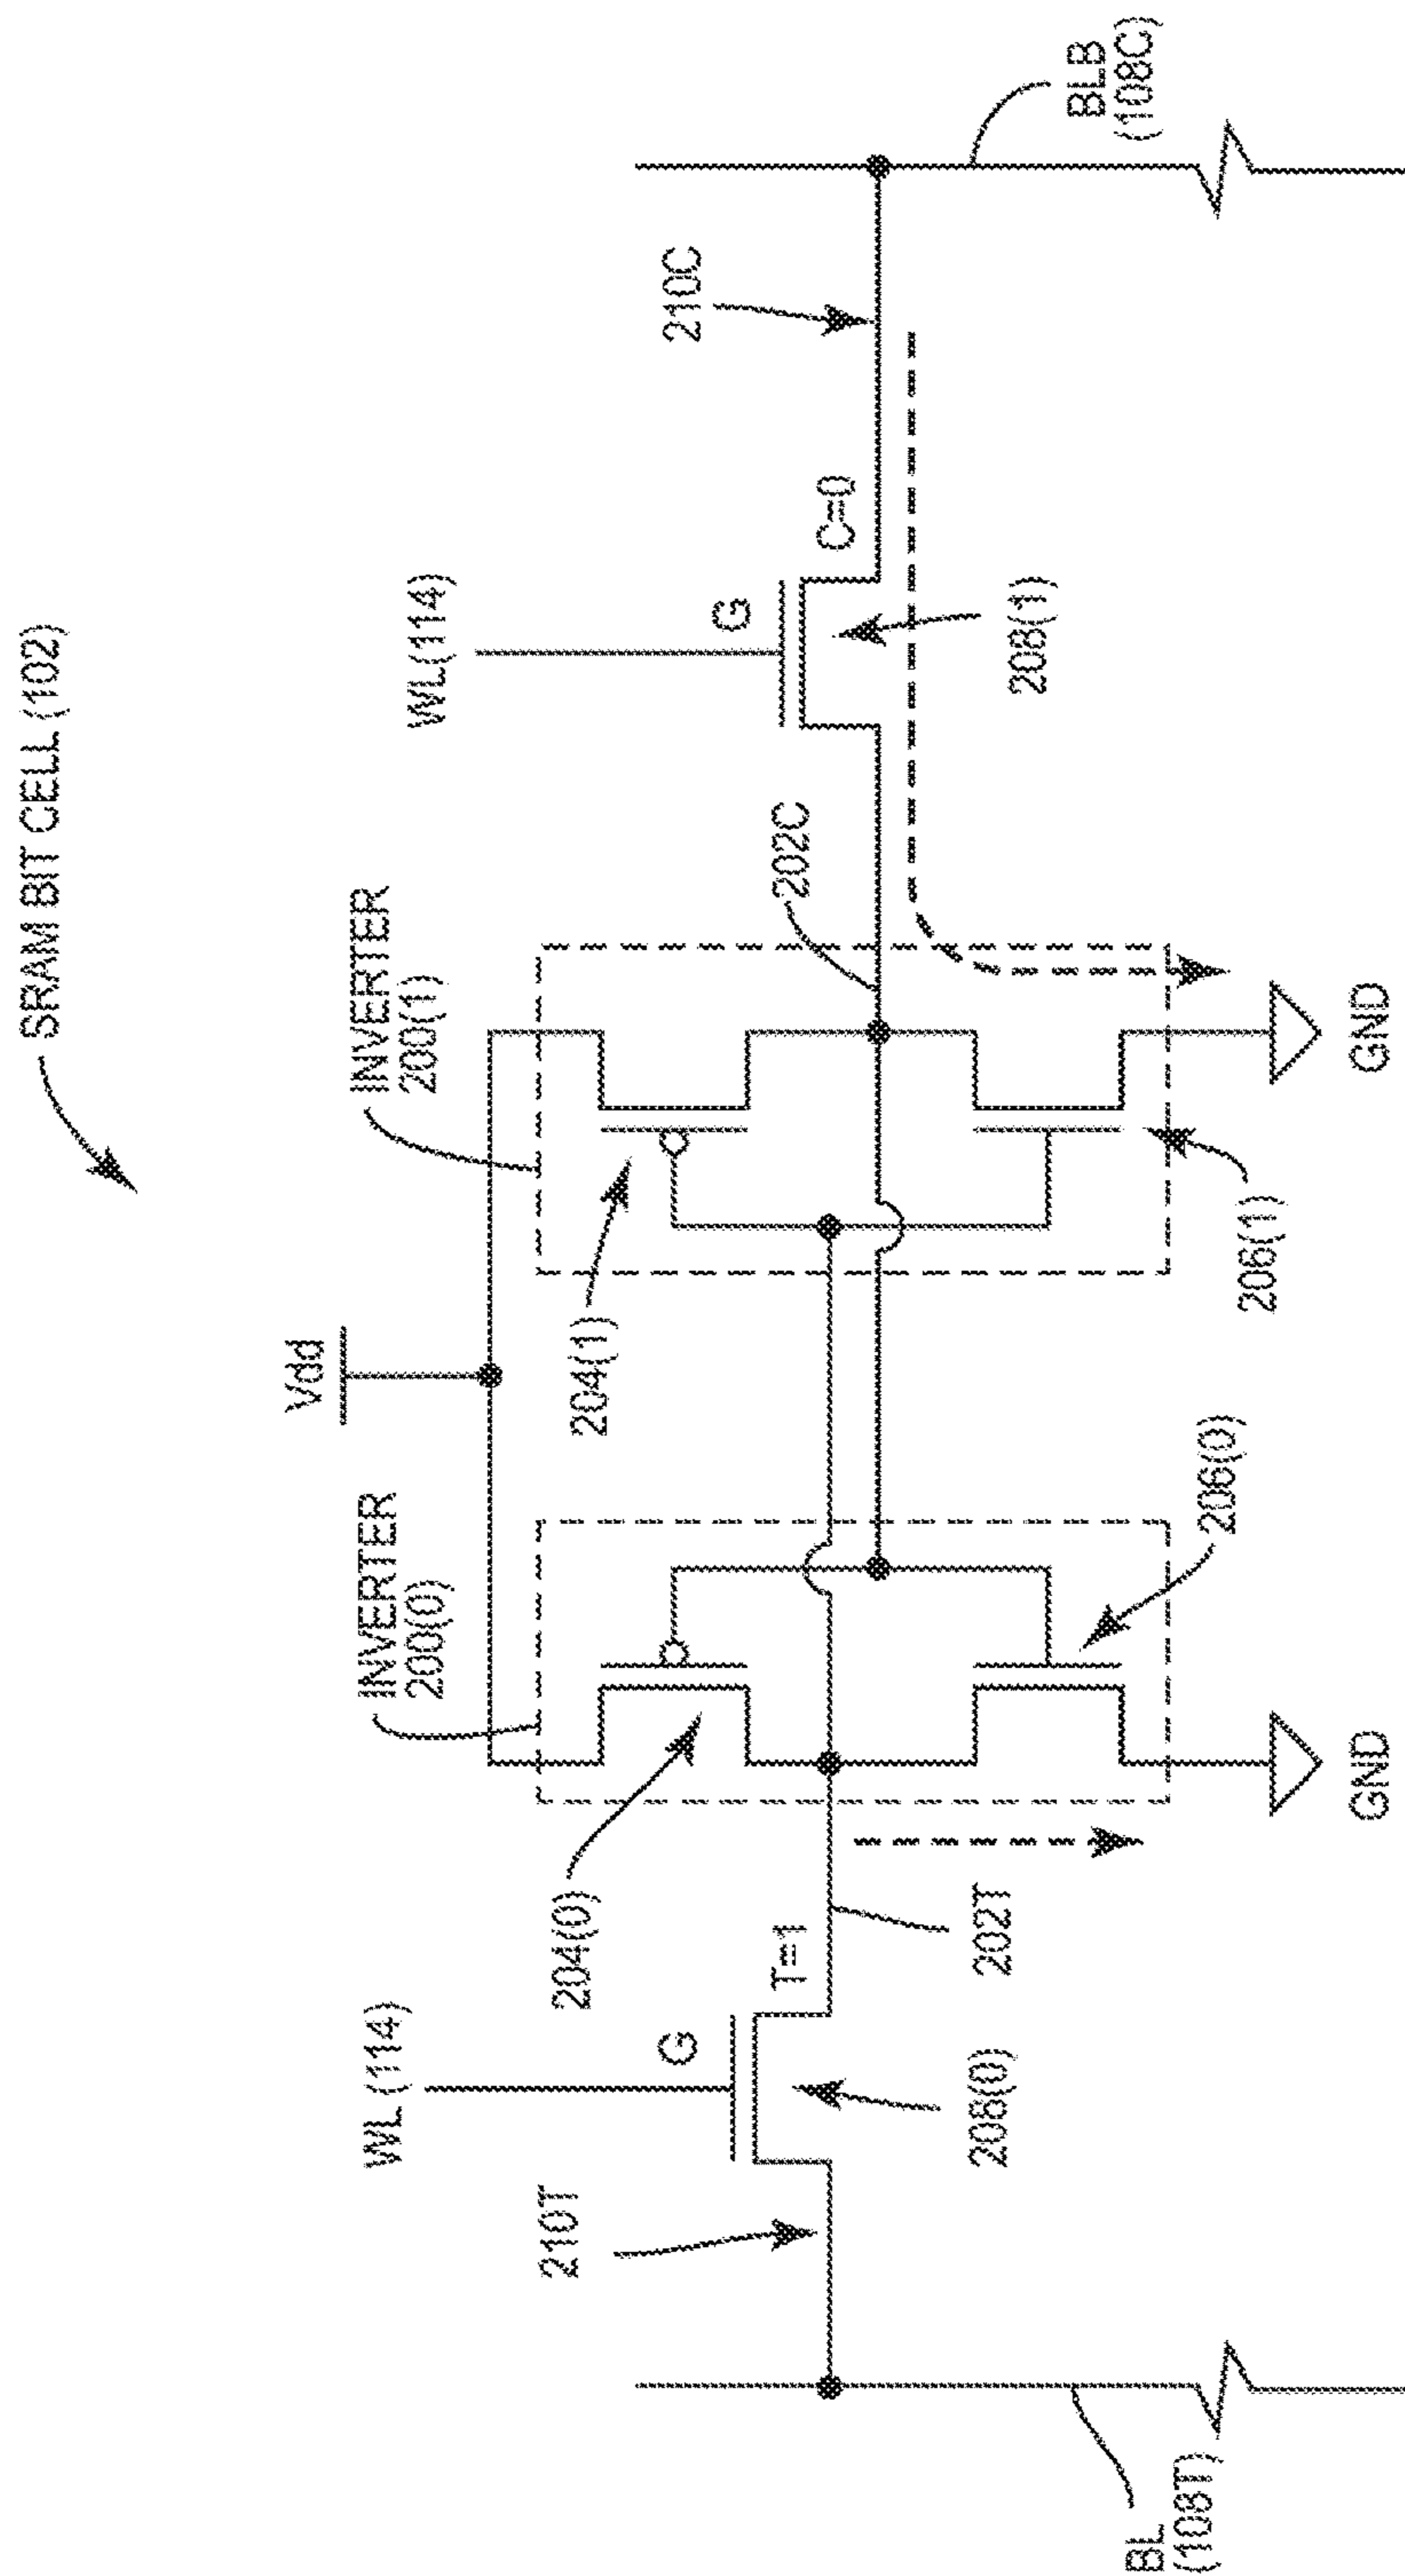 SRAM BIT CELL (102)
Vdd
INVERTER
200(0)
INVERTER
200(1)
WL (114)
WL(114)
G
G
210T
204(0)
204(1)
202C
210C
T=1
C=0
208(0)
202T
208(1)
206(0)
206(1)
BL
(108T)
BLB
(108C)
GND
GND